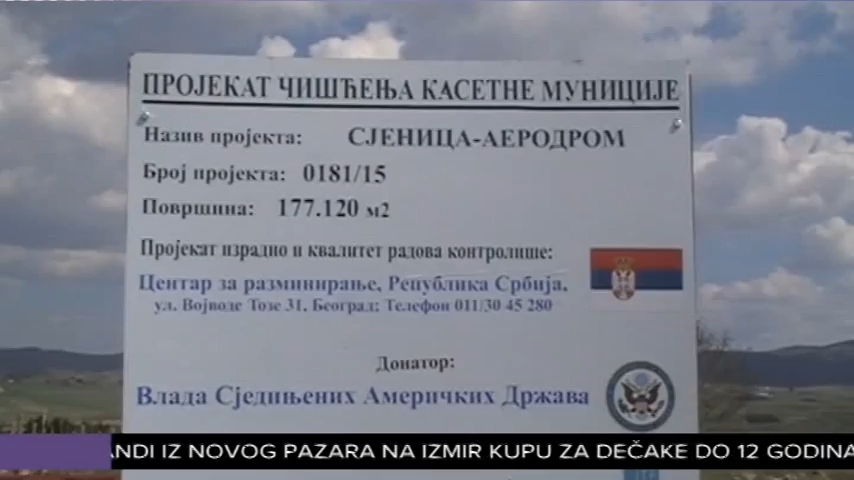 ПРОЈЕКАТ ЧИШЋЕЊА КАСЕТНЕ МУНИЦИЈЕ
Назив пројекта: СЈЕНИЦА-АЕРОДРОМ
Број пројекта: 0181/15
Површина: 177.120 м2
Пројекат израдио и квалитет радова контролише:
Центар за разминирање, Република Србија,
ул. Војводе Тозе 31, Београд; Телефон 011/30 45 280
Донатор:
Влада Сједињених Америчких Држава
ANDI IZ NOVOG PAZARA NA IZMIR KUPU ZA DEČAKE DO 12 GODINA